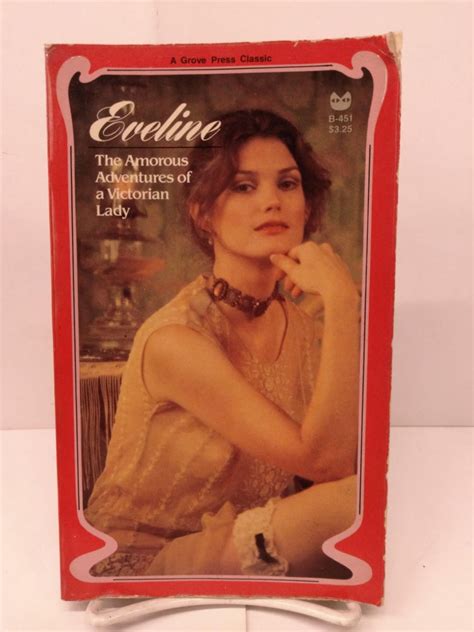 A Grove Press Classic
Eveline
The Amorous
Adventures of
a Victorian
Lady
B-451
$3.25